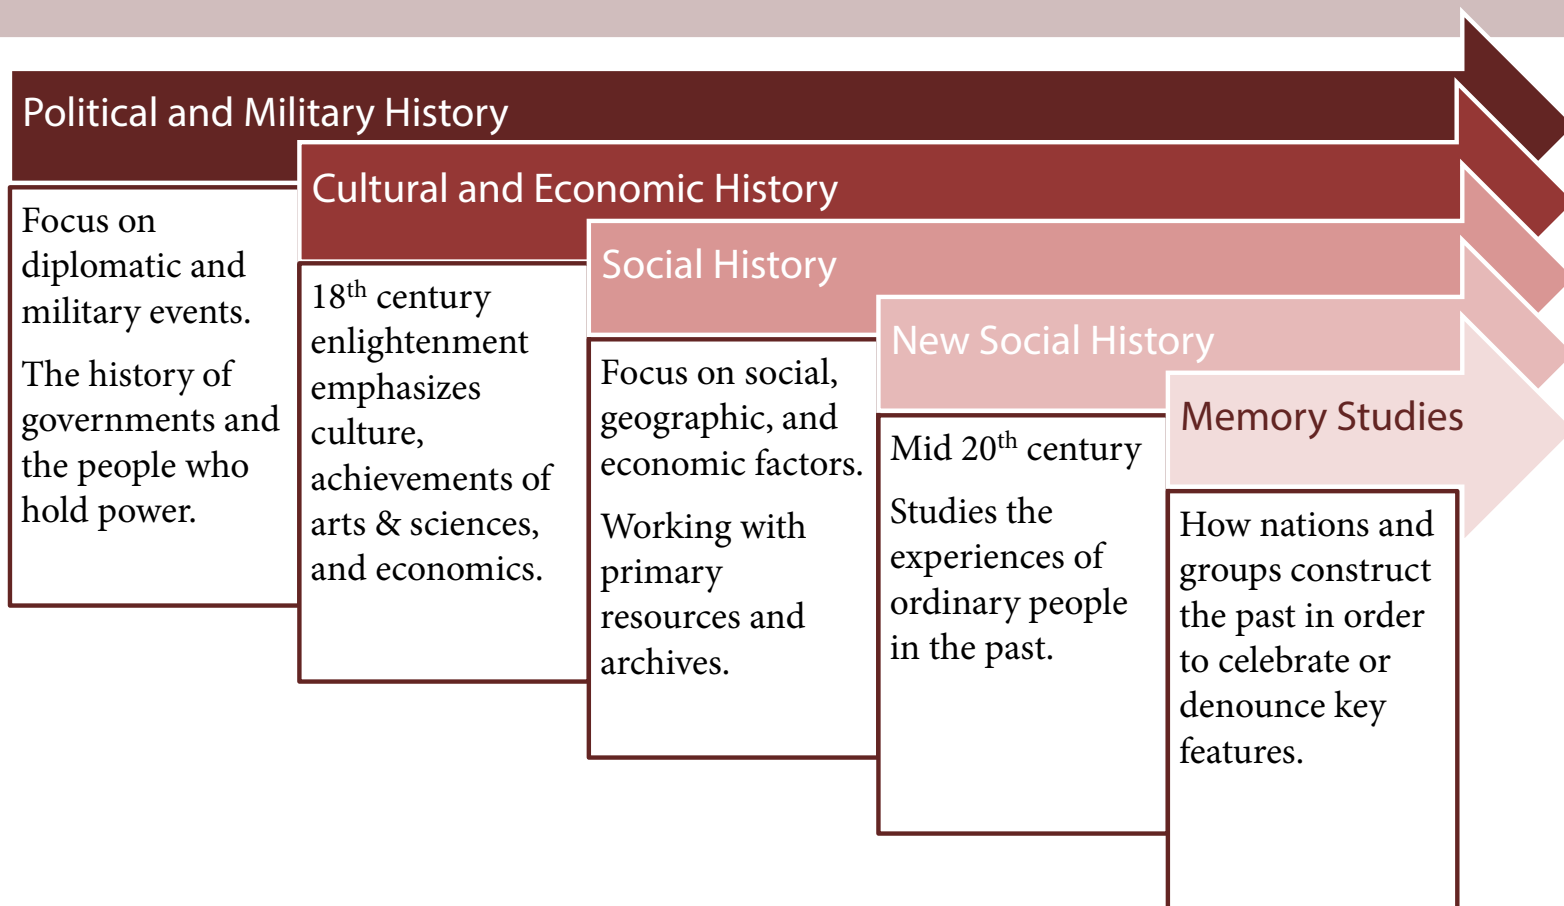 Political and Military History
Focus on
diplomatic and
military events.
The history of
governments and
the people who
hold power.
Cultural and Economic History
18th century
enlightenment
emphasizes
culture,
achievements of
arts & sciences,
and economics.
Social History
Focus on social,
geographic, and
economic factors.
Working with
primary
resources and
archives.
New Social History
Mid 20th century
Studies the
experiences of
ordinary people
in the past.
Memory Studies
How nations and
groups construct
the past in order
to celebrate or
denounce key
features.